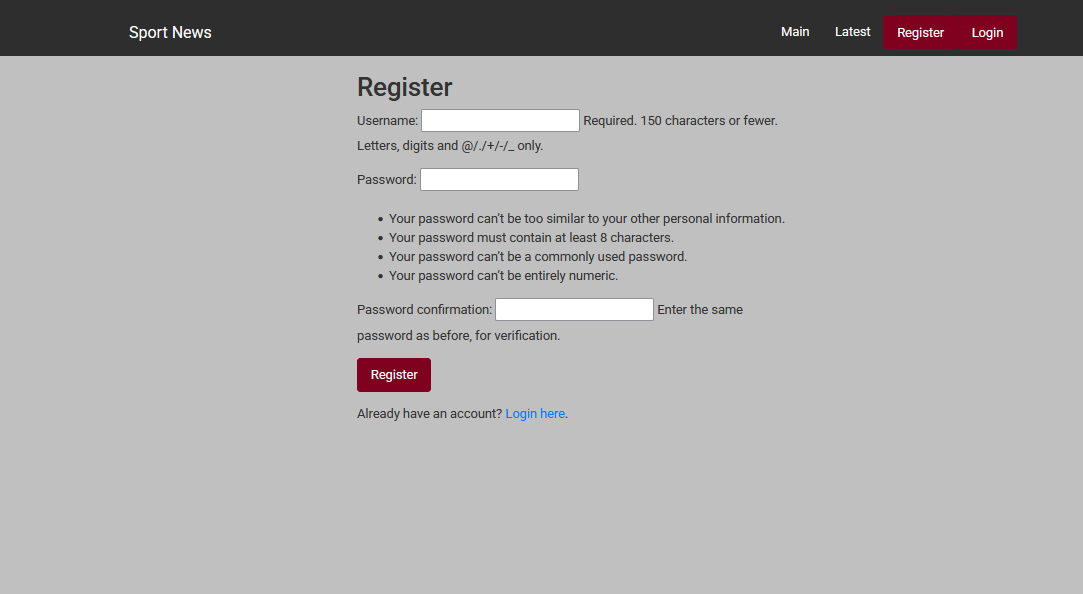 Sport News
Main
Latest
Register
Login
Register
Username:
Required. 150 characters or fewer.
Letters, digits and @/./+/-/_ only.
Password:
• Your password can’t be too similar to your other personal information.
• Your password must contain at least 8 characters.
• Your password can’t be a commonly used password.
• Your password can’t be entirely numeric.
Password confirmation:
Enter the same
password as before, for verification.
Register
Already have an account? Login here.